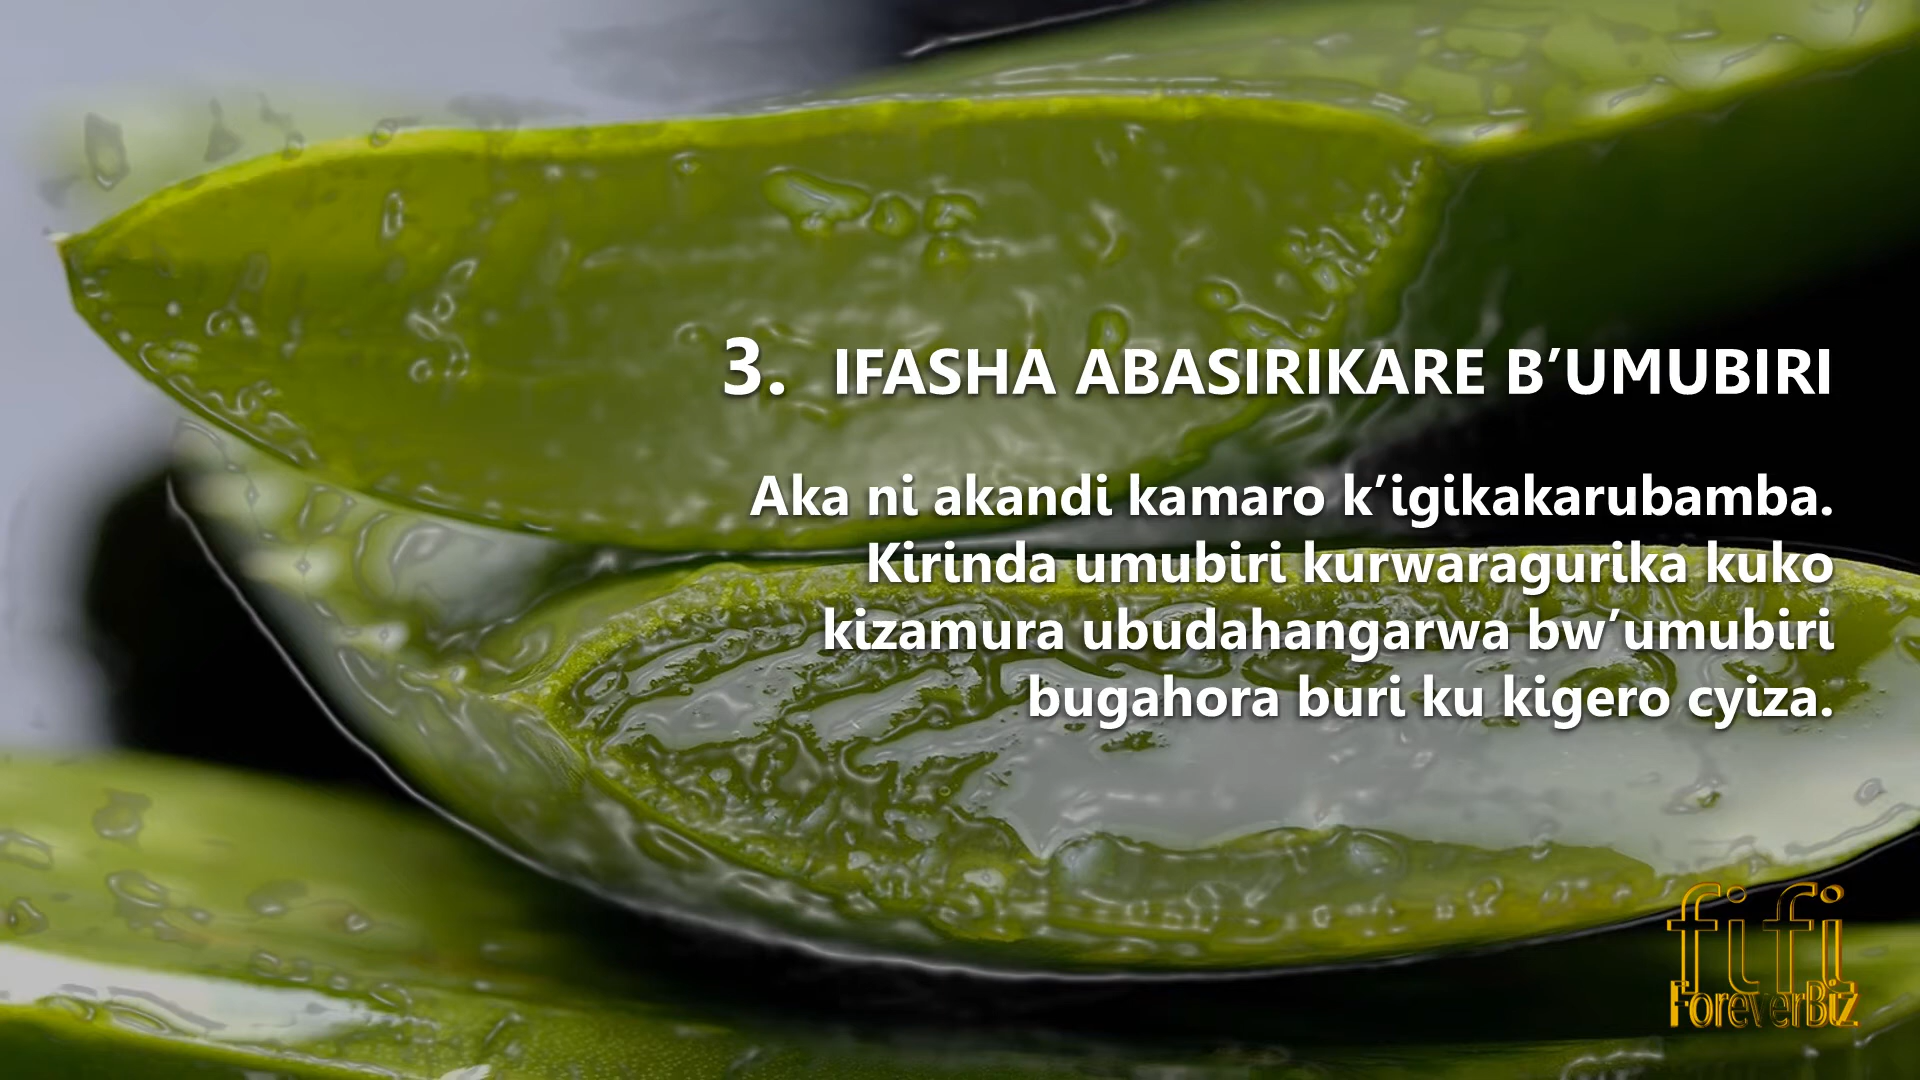 3. IFASHA ABASIRIKARE B’UMUBIRI
Aka ni akandi kamaro k’igikakarubamba.
Kirinda umubiri kurwaragurika kuko
kizamura ubudahangarwa bw’umubiri
bugahora buri ku kigero cyiza.
fifi
ForeverBiz